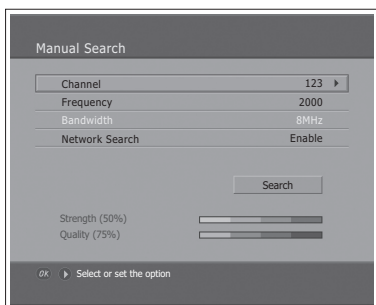 Manual Search
Channel 123
Frequency 2000
Bandwidth 8MHz
Network Search Enable
Search
Strength (50%)
Quality (75%)
OK Select or set the option